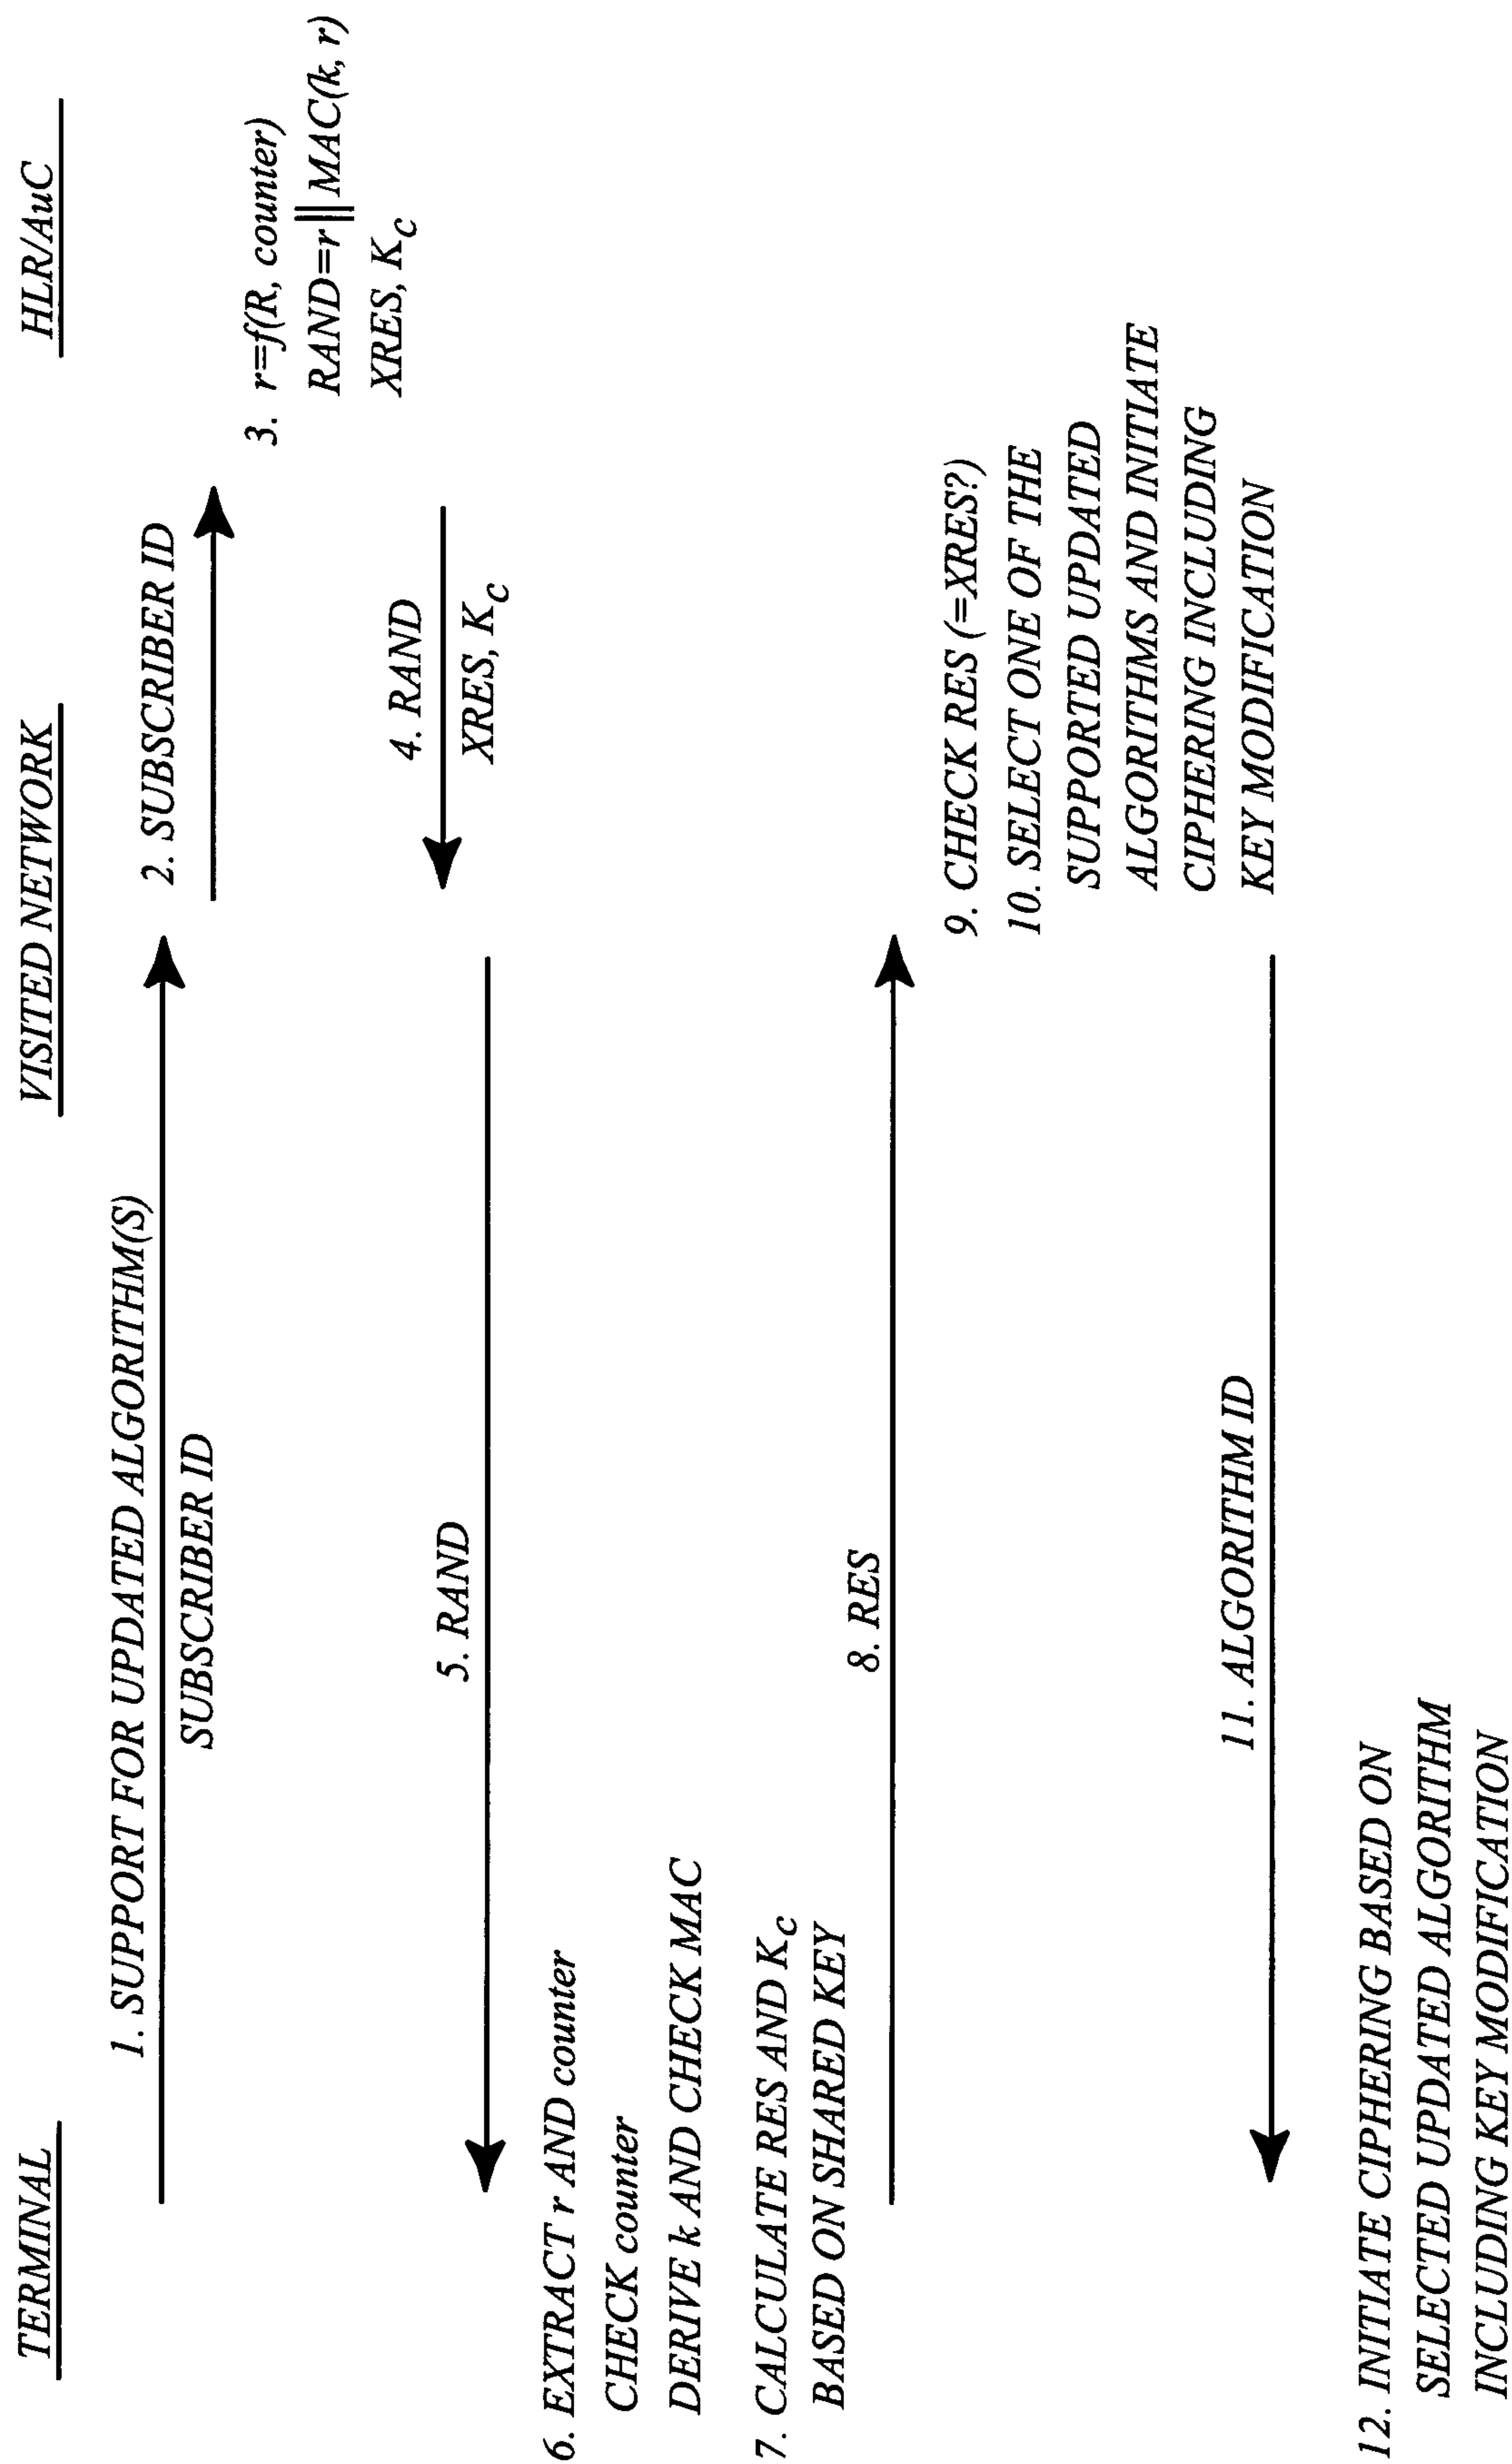 TERMINAL
VISITED NETWORK
HLR/AuC
1. SUPPORT FOR UPDATED ALGORITHM(S)
SUBSCRIBER ID
2. SUBSCRIBER ID
3. r=f(R, counter)
RAND=r||MAC(k, r)
XRES, Kc
4. RAND
XRES, Kc
5. RAND
6. EXTRACT r AND counter
CHECK counter
DERIVE k AND CHECK MAC
7. CALCULATE RES AND Kc
BASED ON SHARED KEY
8. RES
9. CHECK RES (=XRES?)
10. SELECT ONE OF THE
SUPPORTED UPDATED
ALGORITHMS AND INITIATE
CIPHERING INCLUDING
KEY MODIFICATION
11. ALGORITHM ID
12. INITIATE CIPHERING BASED ON
SELECTED UPDATED ALGORITHM
INCLUDING KEY MODIFICATION